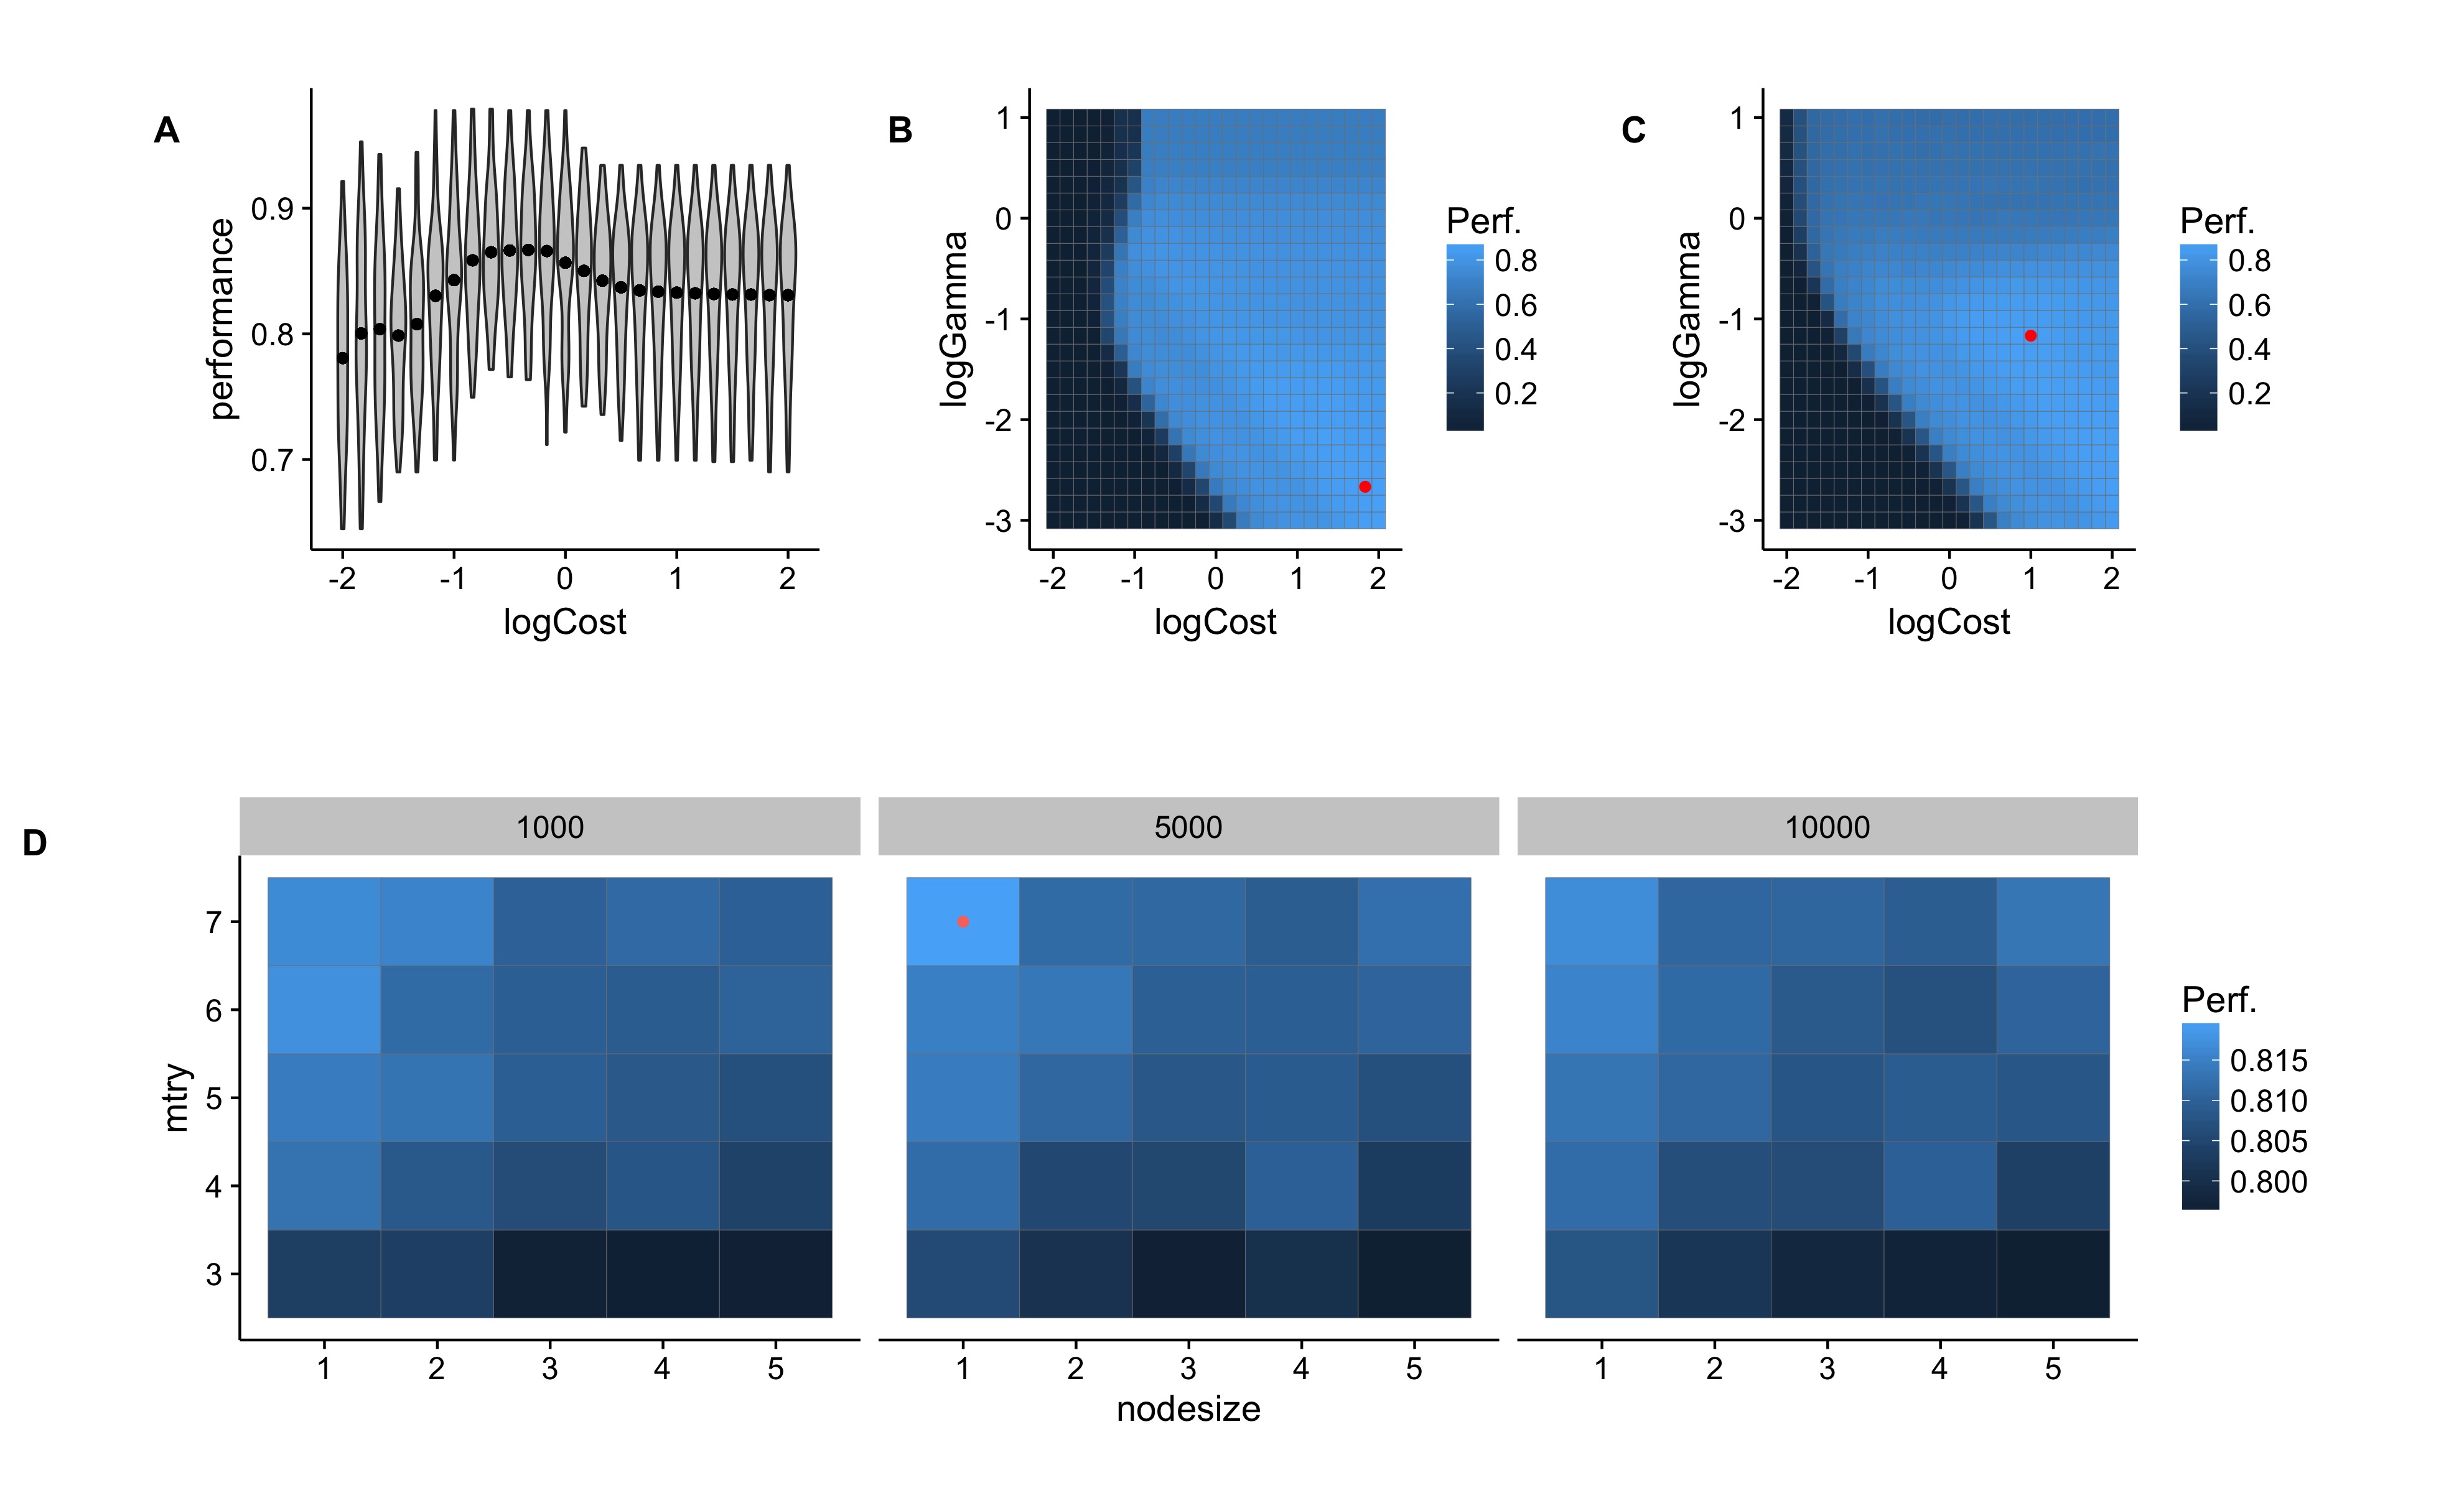 A
performance
0.9
0.8
0.7
-2 -1 0 1 2
logCost
B
logGamma
1
0
-1
-2
-3
-2 -1 0 1 2
logCost
Perf.
0.8
0.6
0.4
0.2
C
logGamma
1
0
-1
-2
-3
-2 -1 0 1 2
logCost
Perf.
0.8
0.6
0.4
0.2
D
1000 5000 10000
mtry
7
6
5
4
3
1 2 3 4 5 1 2 3 4 5 1 2 3 4 5
nodesize
Perf.
0.815
0.810
0.805
0.800